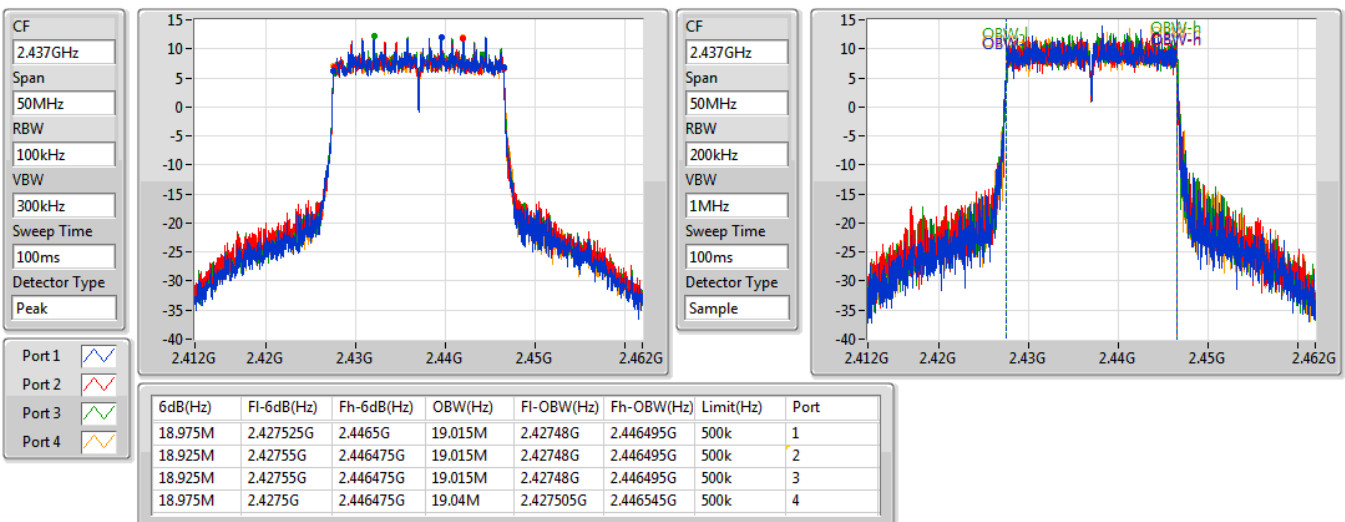 CF
2.437GHz
Span
50MHz
RBW
100kHz
VBW
300kHz
Sweep Time
100ms
Detector Type
Peak
15
10
5
0
-5
-10
-15
-20
-25
-30
-35
-40
2.412G 2.42G 2.43G 2.44G 2.45G 2.462G
CF
2.437GHz
Span
50MHz
RBW
200kHz
VBW
1MHz
Sweep Time
100ms
Detector Type
Sample
15
10
5
0
-5
-10
-15
-20
-25
-30
-35
-40
OBW-l OBW-h
OBW-l OBW-h
2.412G 2.42G 2.43G 2.44G 2.45G 2.462G
Port 1
Port 2
Port 3
Port 4
6dB(Hz) Fl-6dB(Hz) Fh-6dB(Hz) OBW(Hz) Fl-OBW(Hz) Fh-OBW(Hz) Limit(Hz) Port
18.975M 2.427525G 2.4465G 19.015M 2.42748G 2.446495G 500k 1
18.925M 2.42755G 2.446475G 19.015M 2.42748G 2.446495G 500k 2
18.925M 2.42755G 2.446475G 19.015M 2.42748G 2.446495G 500k 3
18.975M 2.4275G 2.446475G 19.04M 2.427505G 2.446545G 500k 4